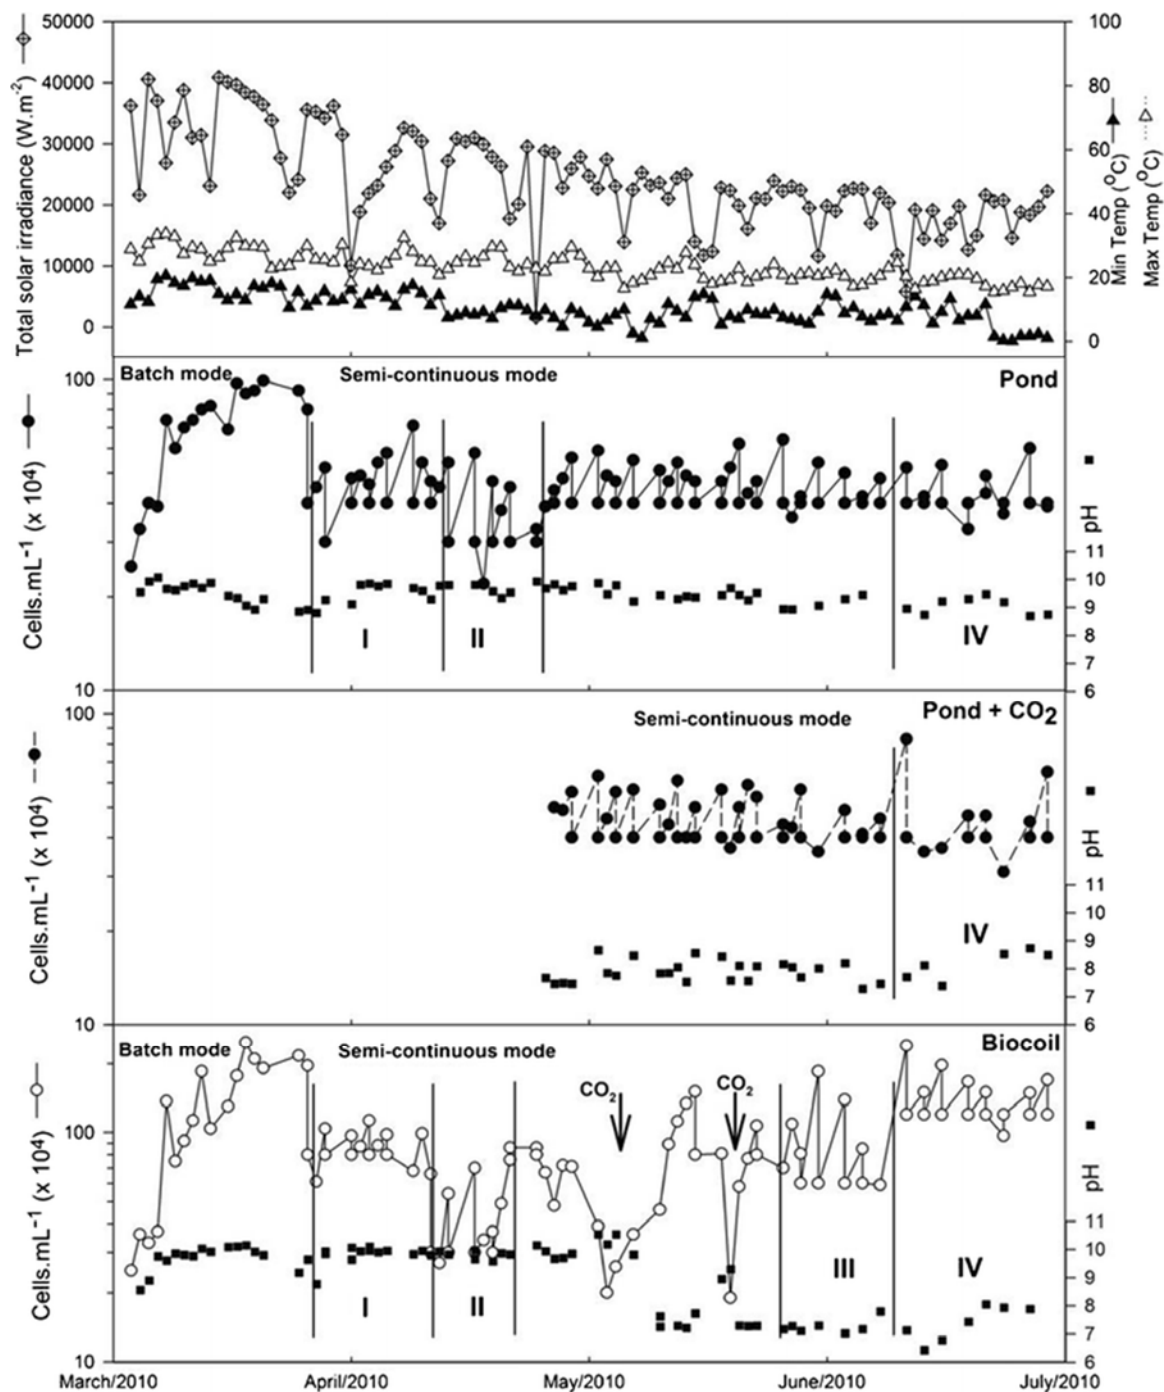 Total solar irradiance (W.m-2)
50000
40000
30000
20000
10000
0
100
80
60
40
20
0
Min Temp (oC)
Max Temp (oC)
Batch mode
Semi-continuous mode
Pond
Cells.mL−1 (x 104)
100
10
pH
11
10
9
8
7
6
I
II
IV
Semi-continuous mode
Pond + CO2
Cells.mL−1 (x 104)
100
10
pH
11
10
9
8
7
6
IV
Batch mode
Semi-continuous mode
Biocoil
CO2
CO2
Cells.mL−1 (x 104)
100
10
pH
11
10
9
8
7
6
I
II
III
IV
March/2010
April/2010
May/2010
June/2010
July/2010